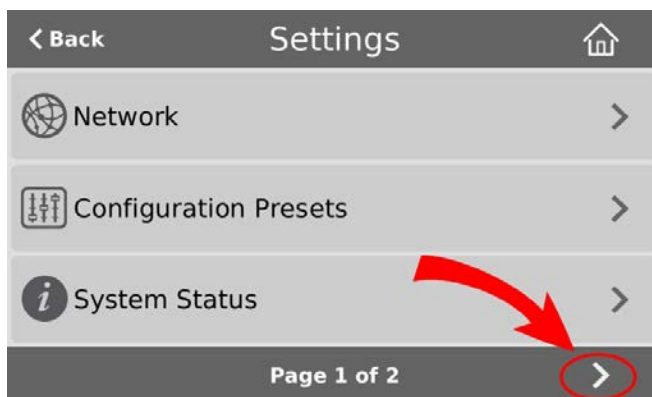 Back Settings
Network
Configuration Presets
i System Status
Page 1 of 2